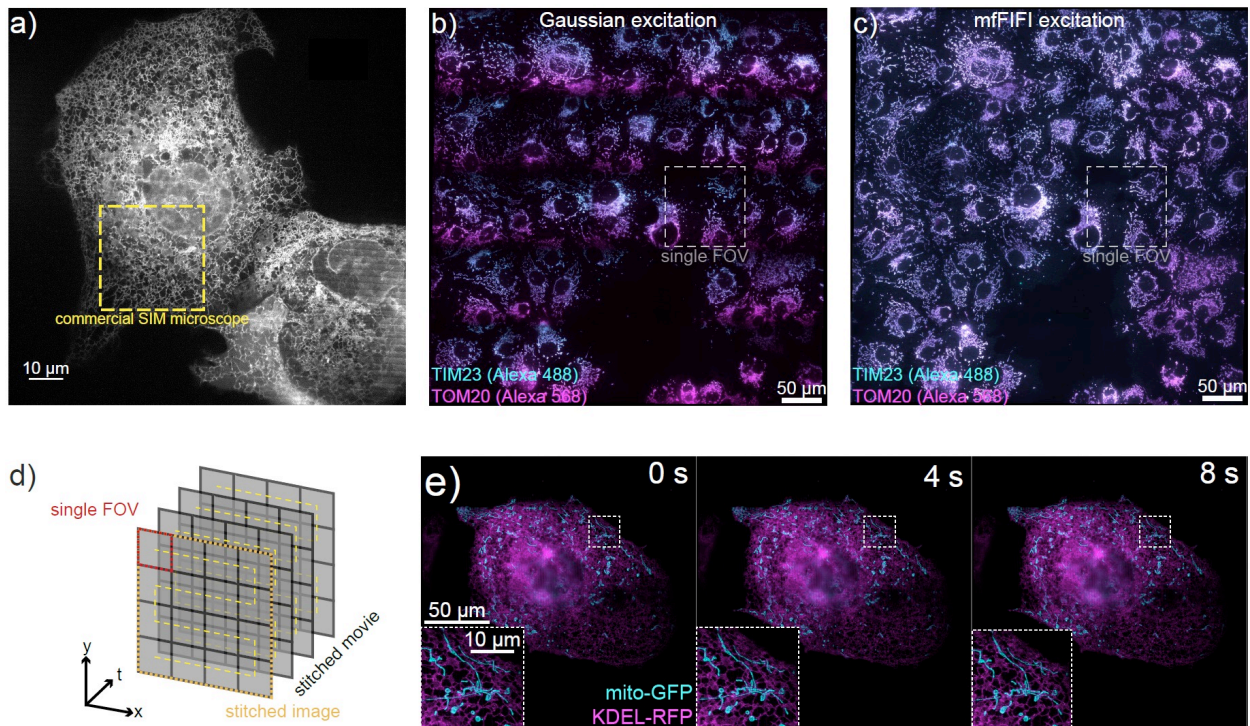 a)
commercial SIM microscope
10 µm
b)
Gaussian excitation
single FOV
TIM23 (Alexa 488)
TOM20 (Alexa 568)
50 µm
c)
mfFIFI excitation
single FOV
TIM23 (Alexa 488)
TOM20 (Alexa 568)
50 µm
d)
single FOV
stitched movie
y
t
x
stitched image
e)
0 s
4 s
8 s
50 µm
10 µm
mito-GFP
KDEL-RFP